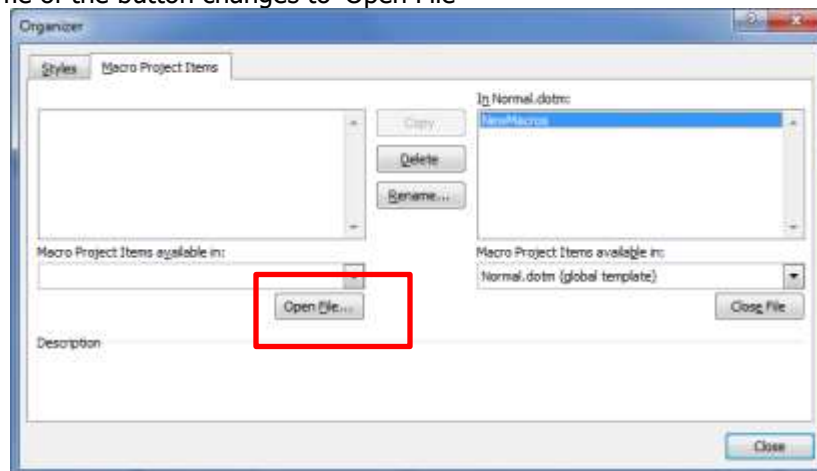 me of the button changes to 'Open File'
Organizer
Styles
Macro Project Items
In Normal.dotm:
Copy
NewMacros
Delete
Rename...
Macro Project Items available in:
Macro Project Items available in:
Normal.dotm (global template)
Open File...
Close File
Description
Close